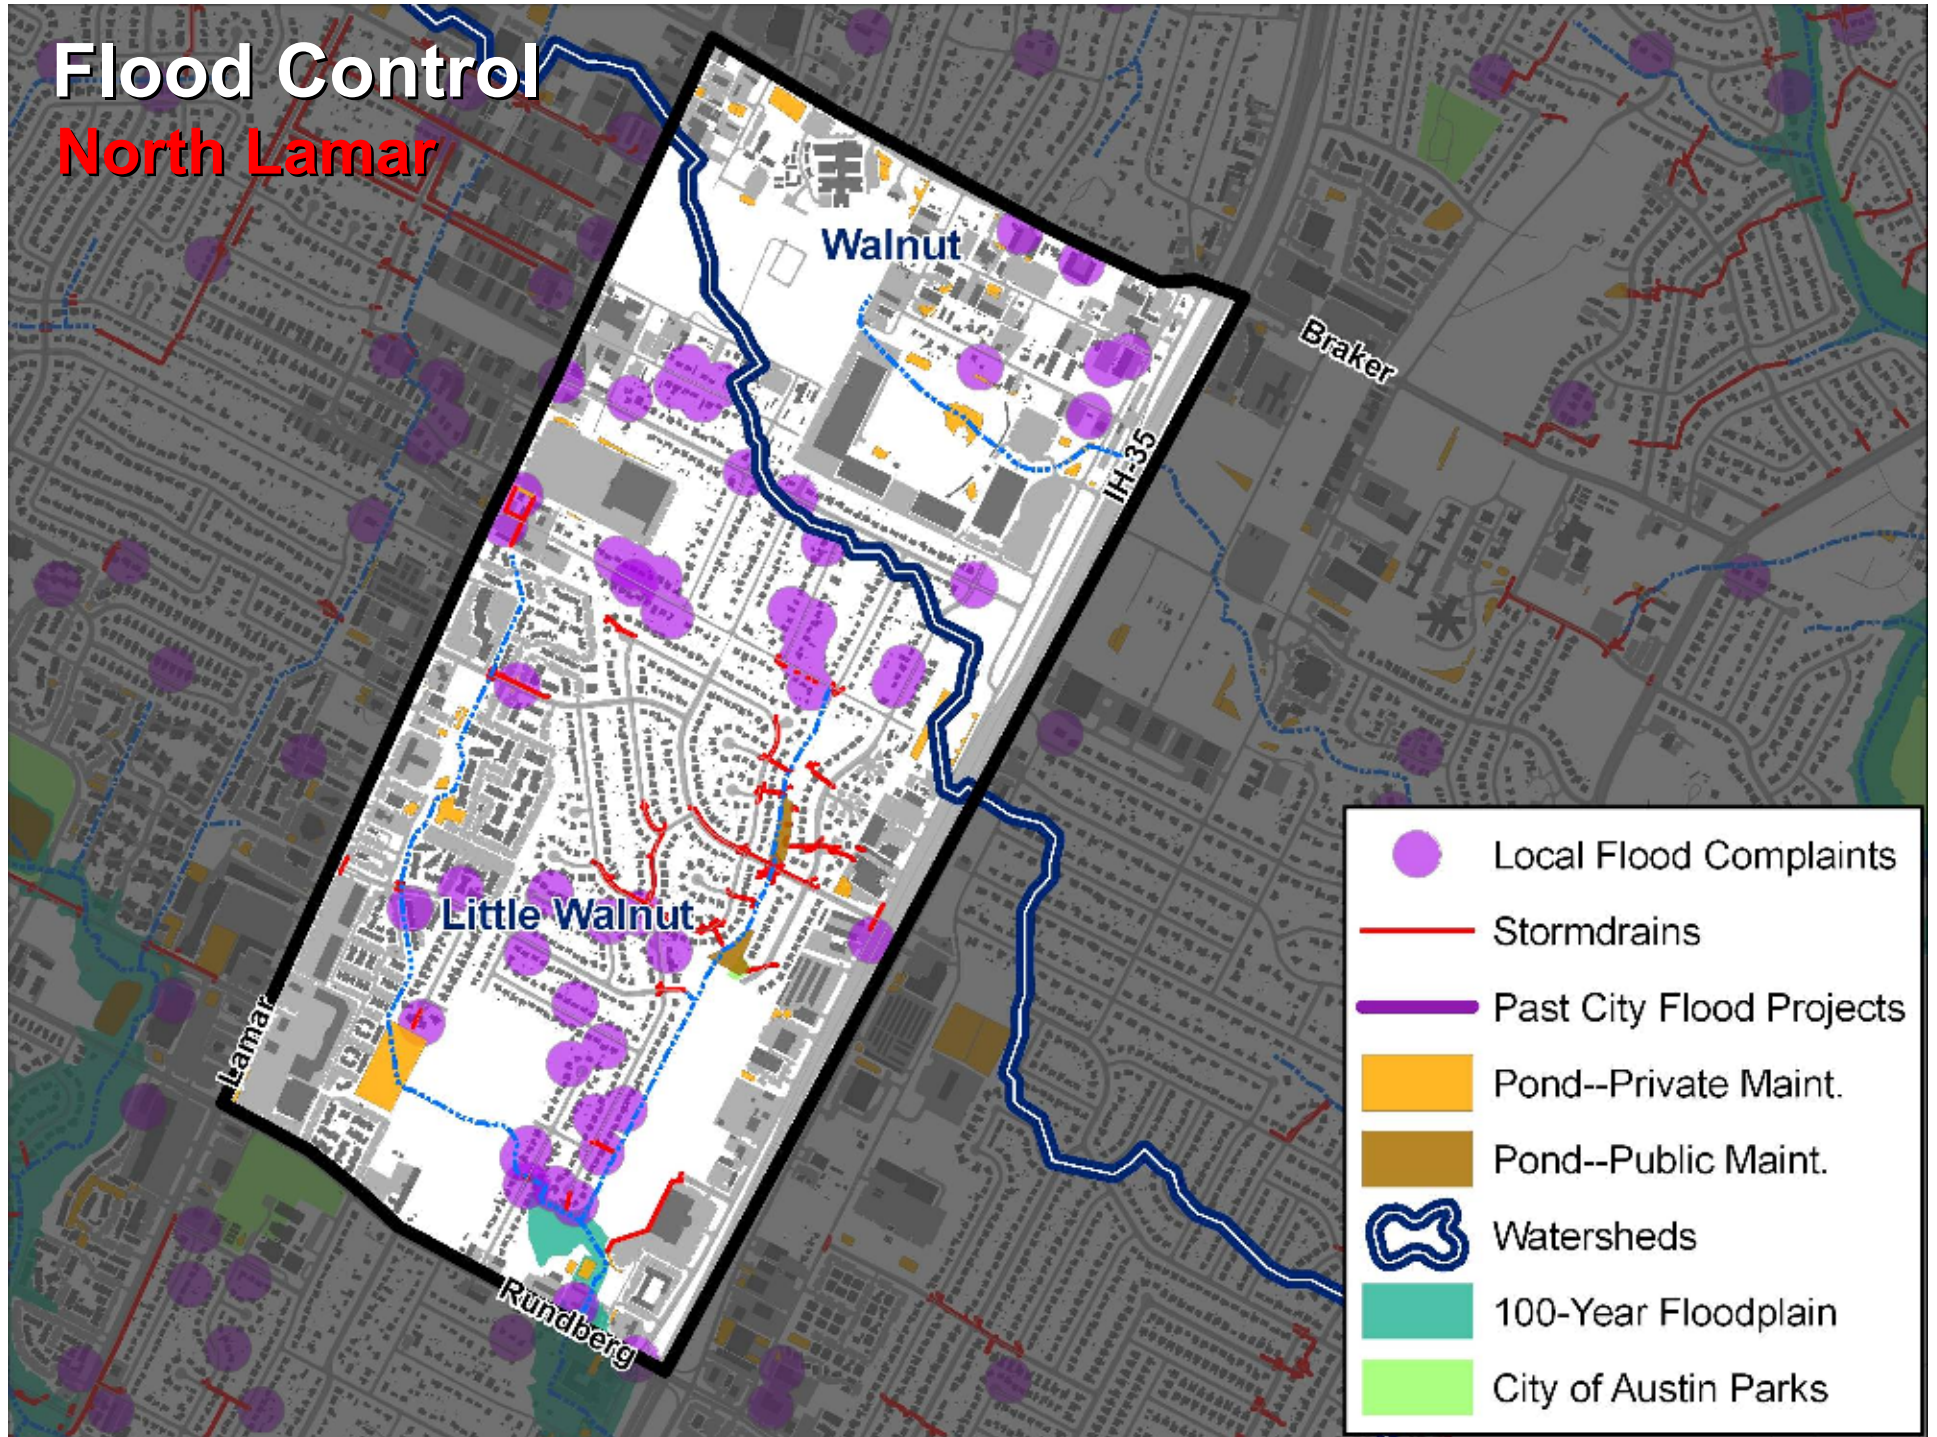 Flood Control
North Lamar
Walnut
Braker
IH-35
Little Walnut
Lamar
Rundberg
Local Flood Complaints
Stormdrains
Past City Flood Projects
Pond--Private Maint.
Pond--Public Maint.
Watersheds
100-Year Floodplain
City of Austin Parks